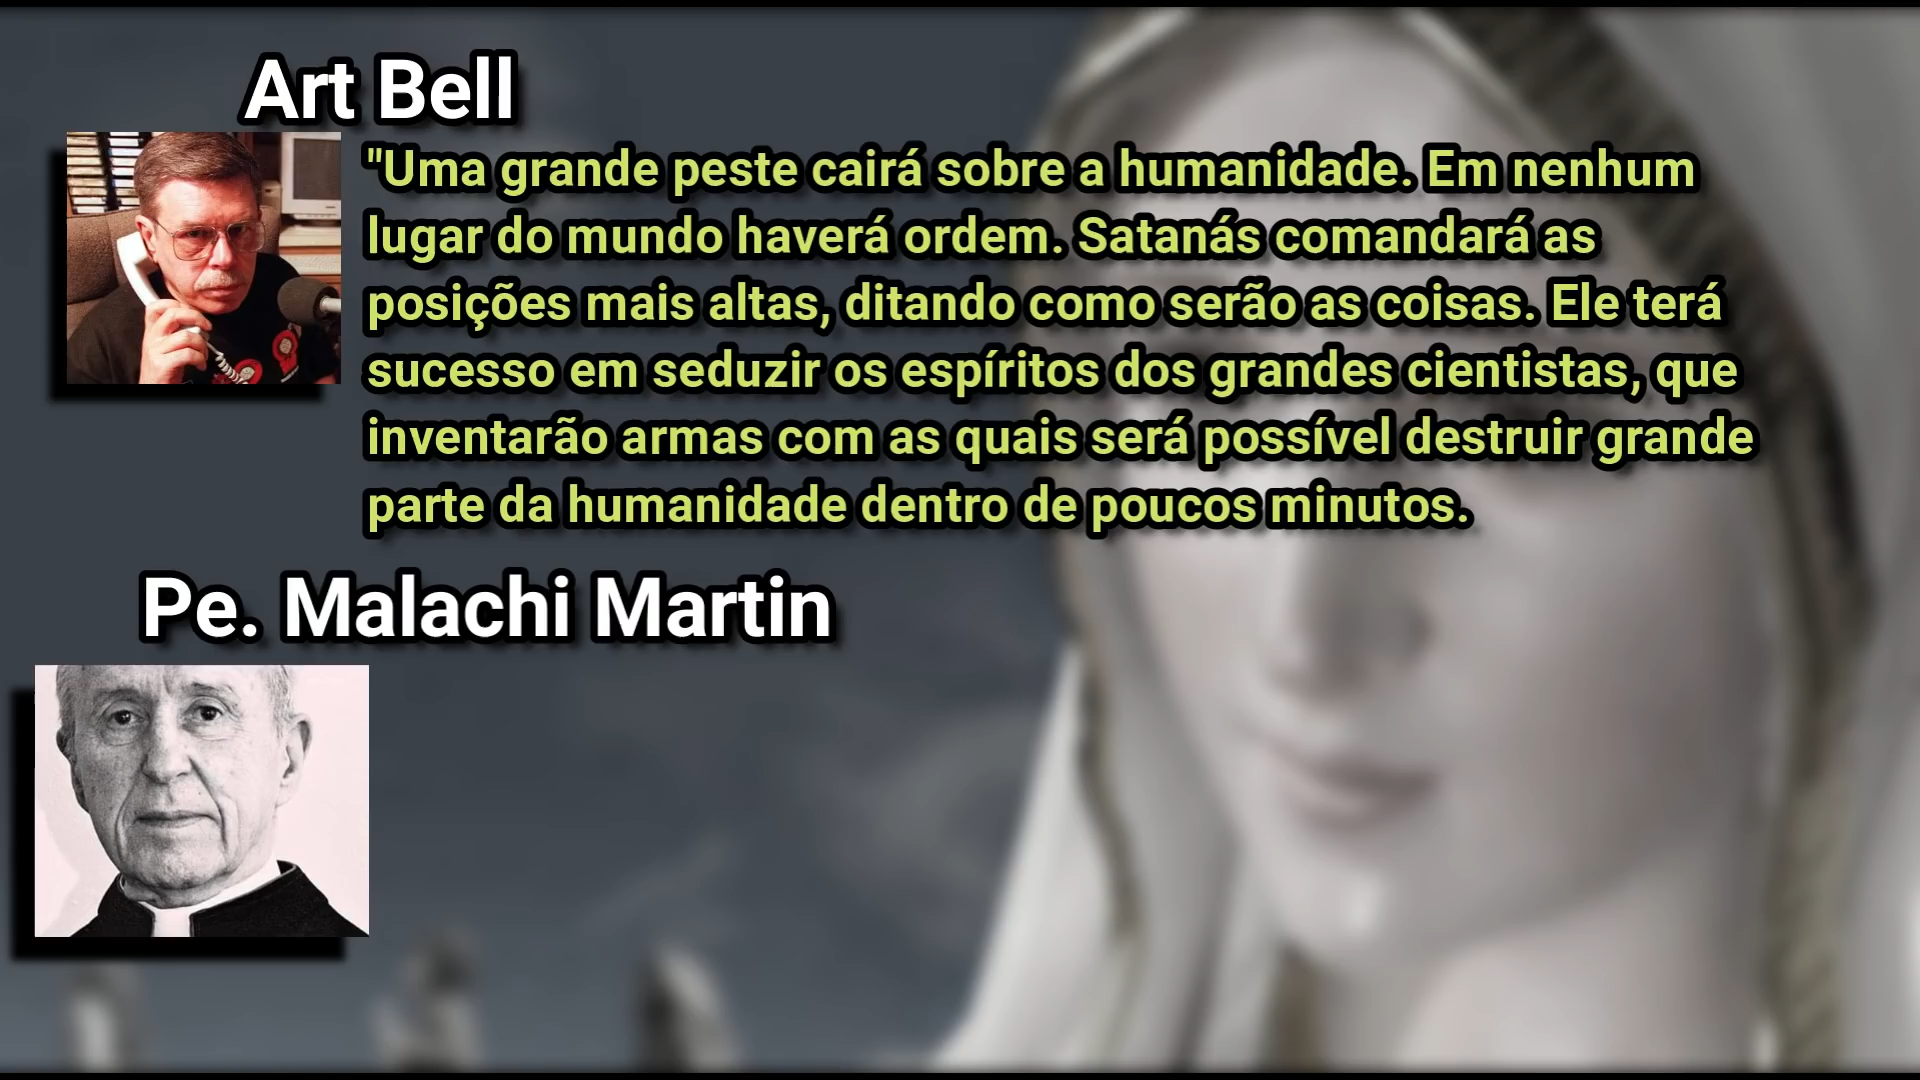 Art Bell
"Uma grande peste cairá sobre a humanidade. Em nenhum
lugar do mundo haverá ordem. Satanás comandará as
posições mais altas, ditando como serão as coisas. Ele terá
sucesso em seduzir os espíritos dos grandes cientistas, que
inventarão armas com as quais será possível destruir grande
parte da humanidade dentro de poucos minutos.
Pe. Malachi Martin